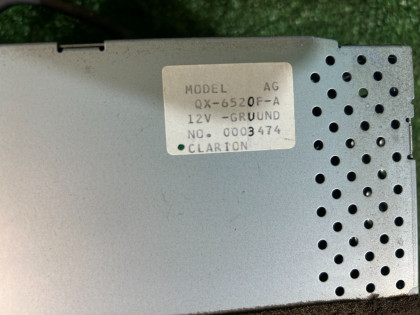 MODEL AG
QX-6520F-A
12V -GRUUND
NO. 0003474
CLARION